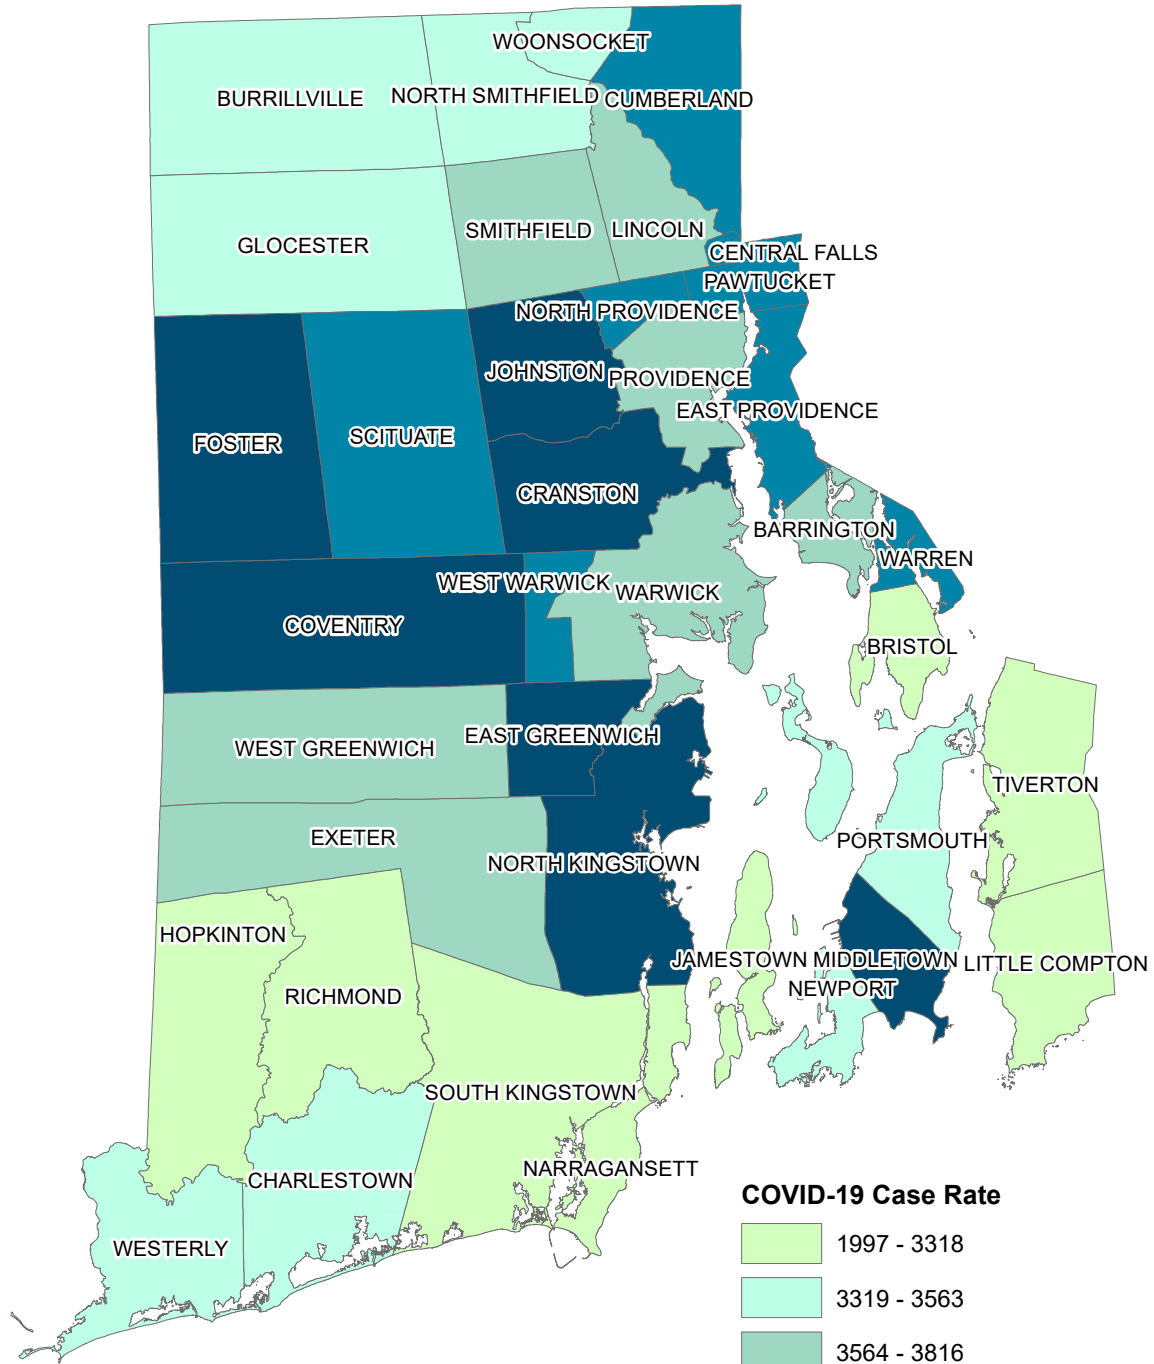 WOONSOCKET
BURRILLVILLE
NORTH SMITHFIELD
CUMBERLAND
SMITHFIELD
LINCOLN
GLOCESTER
CENTRAL FALLS
PAWTUCKET
NORTH PROVIDENCE
JOHNSTON
PROVIDENCE
EAST PROVIDENCE
FOSTER
SCITUATE
CRANSTON
BARRINGTON
WARREN
WEST WARWICK
WARWICK
COVENTRY
BRISTOL
EAST GREENWICH
WEST GREENWICH
TIVERTON
EXETER
PORTSMOUTH
NORTH KINGSTOWN
HOPKINTON
JAMESTOWN
MIDDLETOWN
LITTLE COMPTON
NEWPORT
RICHMOND
SOUTH KINGSTOWN
NARRAGANSETT
CHARLESTOWN
WESTERLY
COVID-19 Case Rate
1997 - 3318
3319 - 3563
3564 - 3816